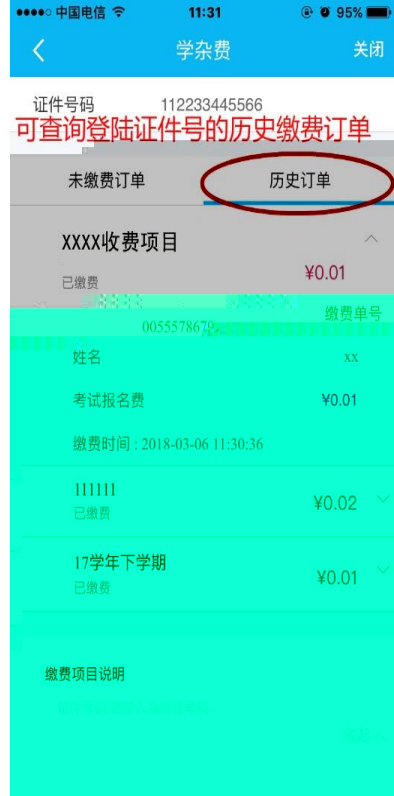 中国电信 11:31 95%
学杂费 关闭
证件号码 112233445566
可查询登陆证件号的历史缴费订单
未缴费订单 历史订单
XXXX收费项目
已缴费 ¥0.01
缴费单号
0055578679
姓名 xx
考试报名费 ¥0.01
缴费时间 : 2018-03-06 11:30:36
111111
已缴费 ¥0.02
17学年下学期
已缴费 ¥0.01
缴费项目说明